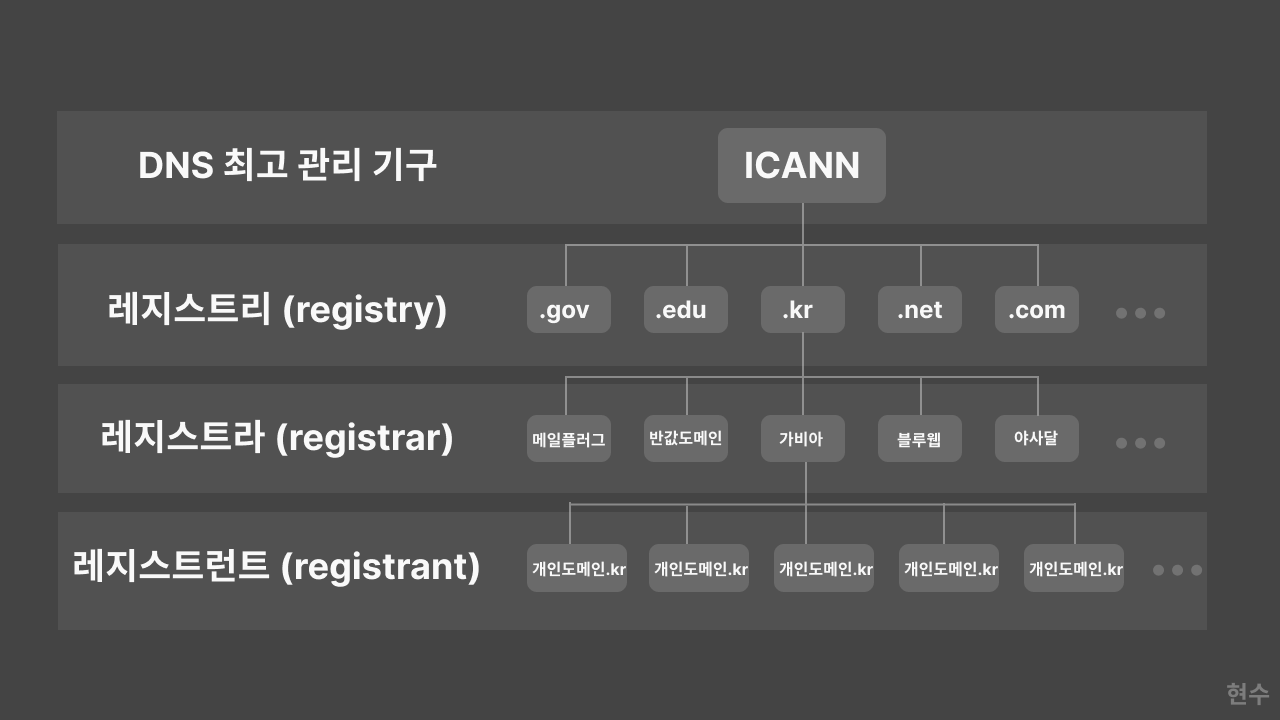 DNS 최고 관리 기구
ICANN
레지스트리 (registry)
.gov
.edu
.kr
.net
.com
레지스트라 (registrar)
메일플러그
반값도메인
가비아
블루웹
야사달
레지스트런트 (registrant)
개인도메인.kr
개인도메인.kr
개인도메인.kr
개인도메인.kr
개인도메인.kr
현수